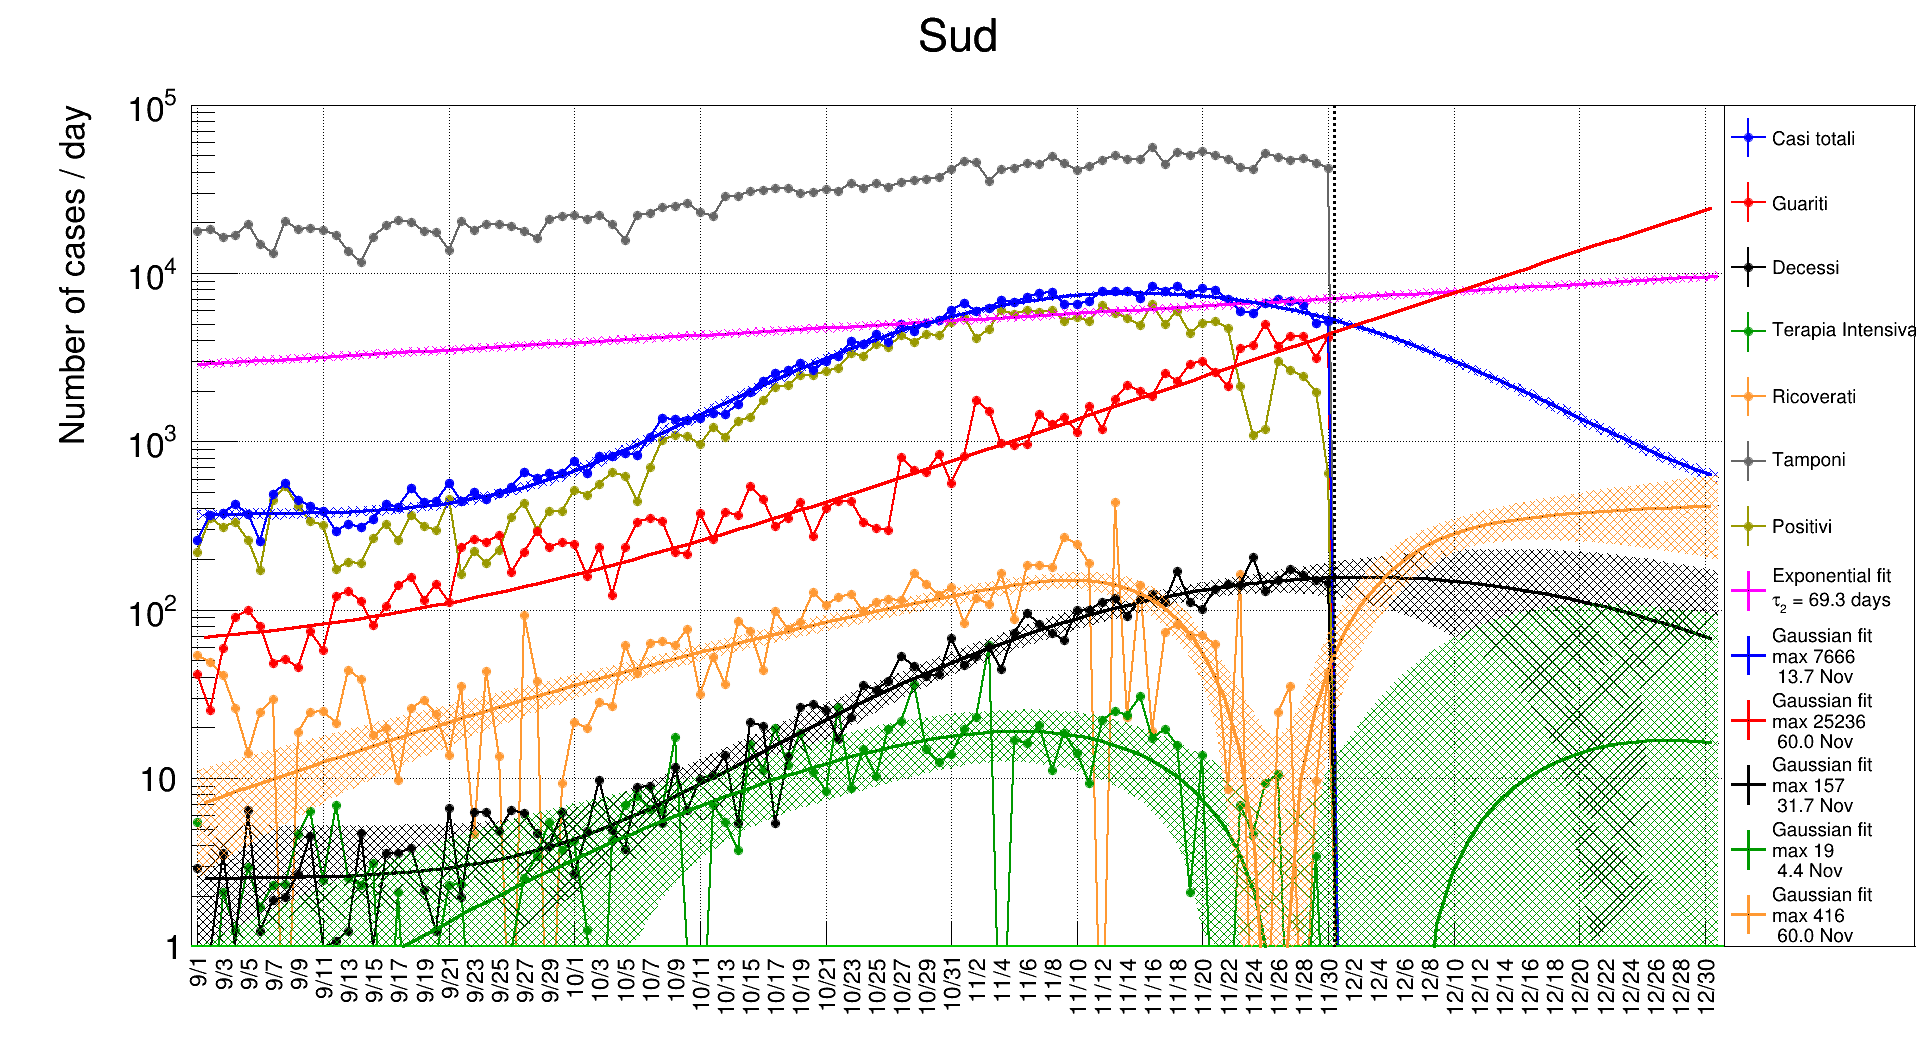 Sud
Number of cases / day
10^5
10^4
10^3
10^2
10
1
9/1
9/3
9/5
9/7
9/9
9/11
9/13
9/15
9/17
9/19
9/21
9/23
9/25
9/27
9/29
10/1
10/3
10/5
10/7
10/9
10/11
10/13
10/15
10/17
10/19
10/21
10/23
10/25
10/27
10/29
10/31
11/2
11/4
11/6
11/8
11/10
11/12
11/14
11/16
11/18
11/20
11/22
11/24
11/26
11/28
11/30
12/2
12/4
12/6
12/8
12/10
12/12
12/14
12/16
12/18
12/20
12/22
12/24
12/26
12/28
12/30
Casi totali
Guariti
Decessi
Terapia Intensiva
Ricoverati
Tamponi
Positivi
Exponential fit
τ₂ = 69.3 days
Gaussian fit
max 7666
13.7 Nov
Gaussian fit
max 25236
60.0 Nov
Gaussian fit
max 157
31.7 Nov
Gaussian fit
max 19
4.4 Nov
Gaussian fit
max 416
60.0 Nov